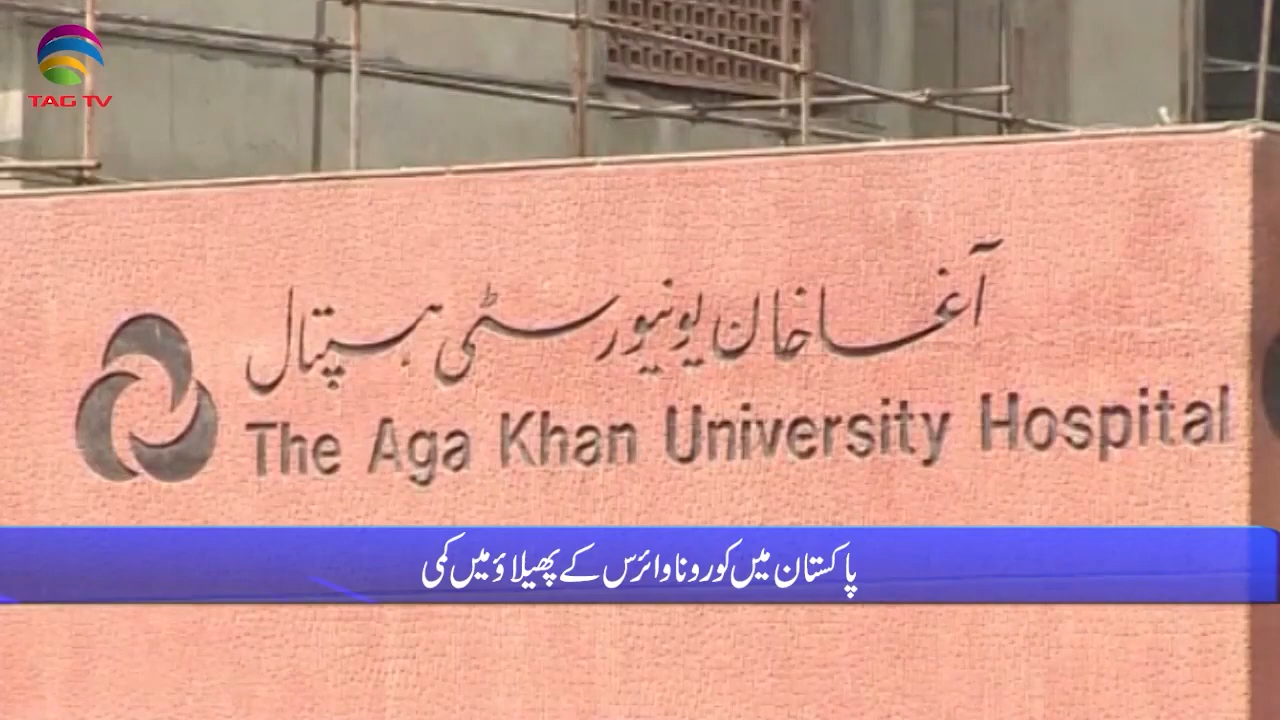 TAG TV
آغا خان یونیورسٹی ہسپتال
The Aga Khan University Hospital
پاکستان میں کورونا وائرس کے پھیلاؤ میں کمی